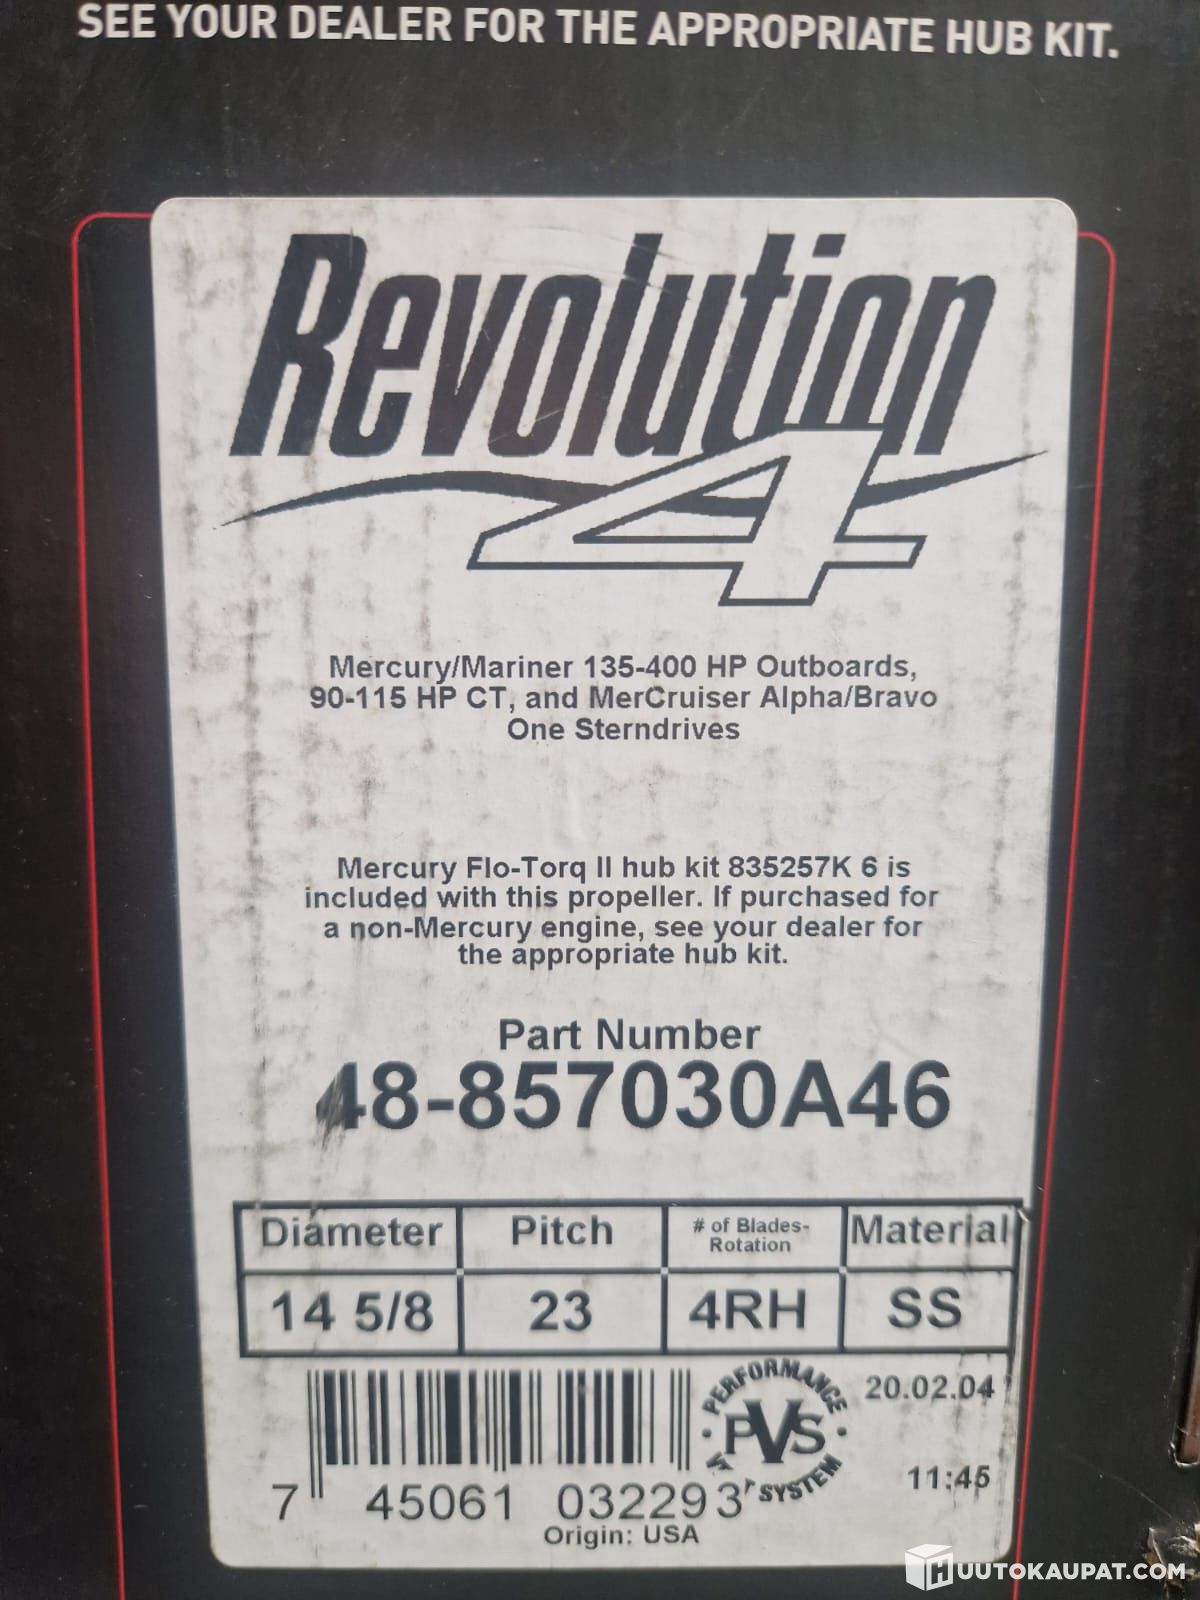 SEE YOUR DEALER FOR THE APPROPRIATE HUB KIT.
Revolution
4
Mercury/Mariner 135-400 HP Outboards,
90-115 HP CT, and MerCruiser Alpha/Bravo
One Sterndrives
Mercury Flo-Torq II hub kit 835257K 6 is
included with this propeller. If purchased for
a non-Mercury engine, see your dealer for
the appropriate hub kit.
Part Number
48-857030A46
Diameter Pitch # of Blades-Rotation Material
14 5/8 23 4RH SS
PERFORMANCE
PVS
SYSTEM
20.02.04
11:45
7 45061 03229 3
Origin: USA
HUUTOKAUPAT.COM